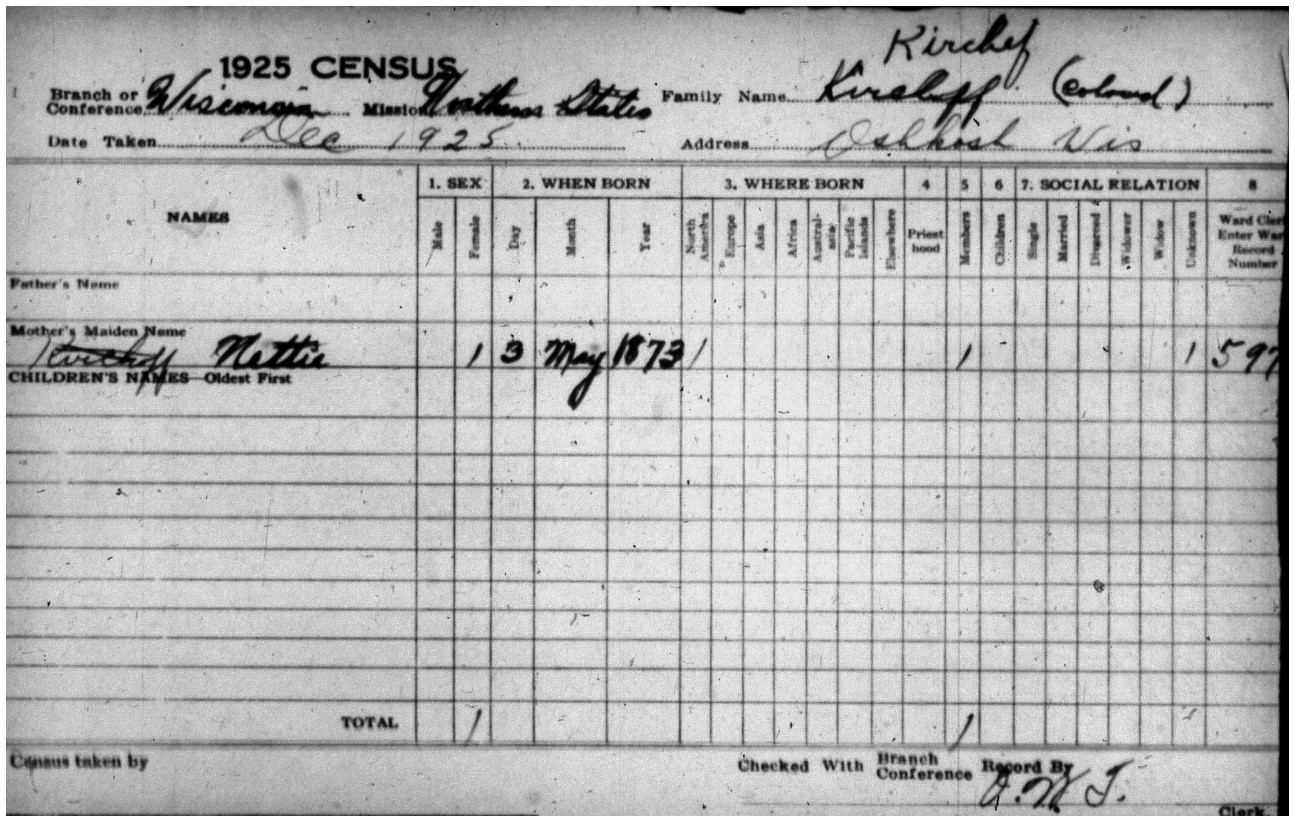 Kirchef
1925 CENSUS
Branch or Conference Wisconsin Mission Northern States Family Name Kircluff (colored)
Date Taken Dec 1925 Address Oshkosh Wis
NAMES 1. SEX 2. WHEN BORN 3. WHERE BORN 4 5 6 7. SOCIAL RELATION 8
Male Female Day Month Year North America Europe Asia Africa Austral-asia Pacific Islands Elsewhere Priest hood Members Children Single Married Divorced Widower Widow Unknown Ward Clerk Enter Ward Record Number
Father's Name
Mother's Maiden Name
Kirchoff Nettie 1 3 May 1873 1 1 1 597
CHILDREN'S NAMES—Oldest First
TOTAL 1 1
Census taken by Checked With Branch Conference Record By
A.W.T.
Clerk.